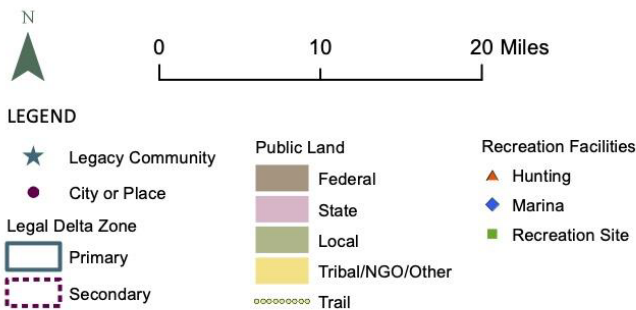 N
0 10 20 Miles
LEGEND
Legacy Community
City or Place
Legal Delta Zone
Primary
Secondary
Public Land
Federal
State
Local
Tribal/NGO/Other
Trail
Recreation Facilities
Hunting
Marina
Recreation Site